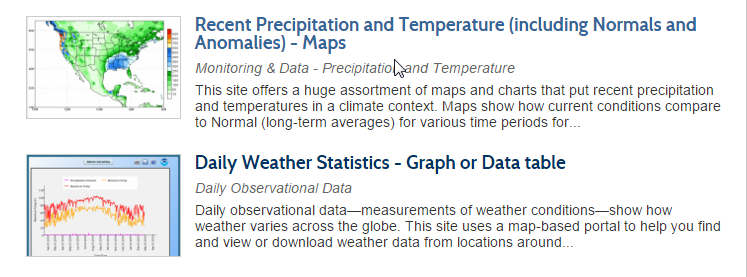 Recent Precipitation and Temperature (including Normals and
Anomalies) - Maps
Monitoring & Data - Precipitation and Temperature
This site offers a huge assortment of maps and charts that put recent precipitation
and temperatures in a climate context. Maps show how current conditions compare
to Normal (long-term averages) for various time periods for...
Daily Weather Statistics - Graph or Data table
Daily Observational Data
Daily observational data—measurements of weather conditions—show how
weather varies across the globe. This site uses a map-based portal to help you find
and view or download weather data from locations around...